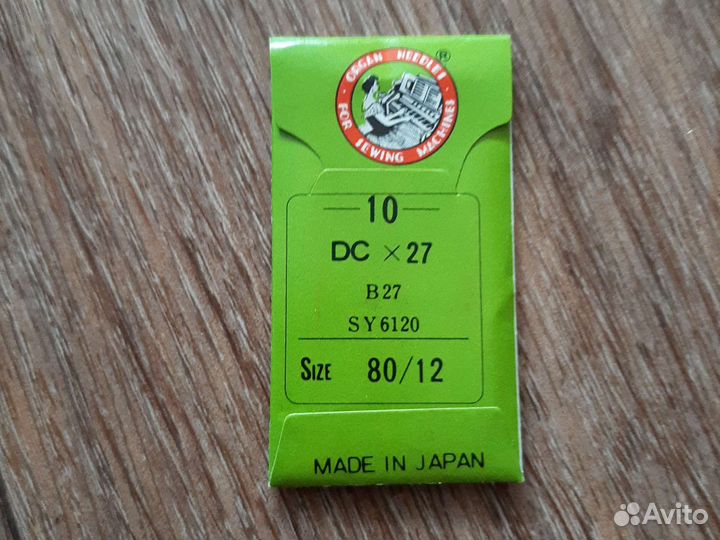 ORGAN NEEDLES
FOR SEWING MACHINES
®
10
DC × 27
B27
SY6120
SIZE 80/12
MADE IN JAPAN
Avito